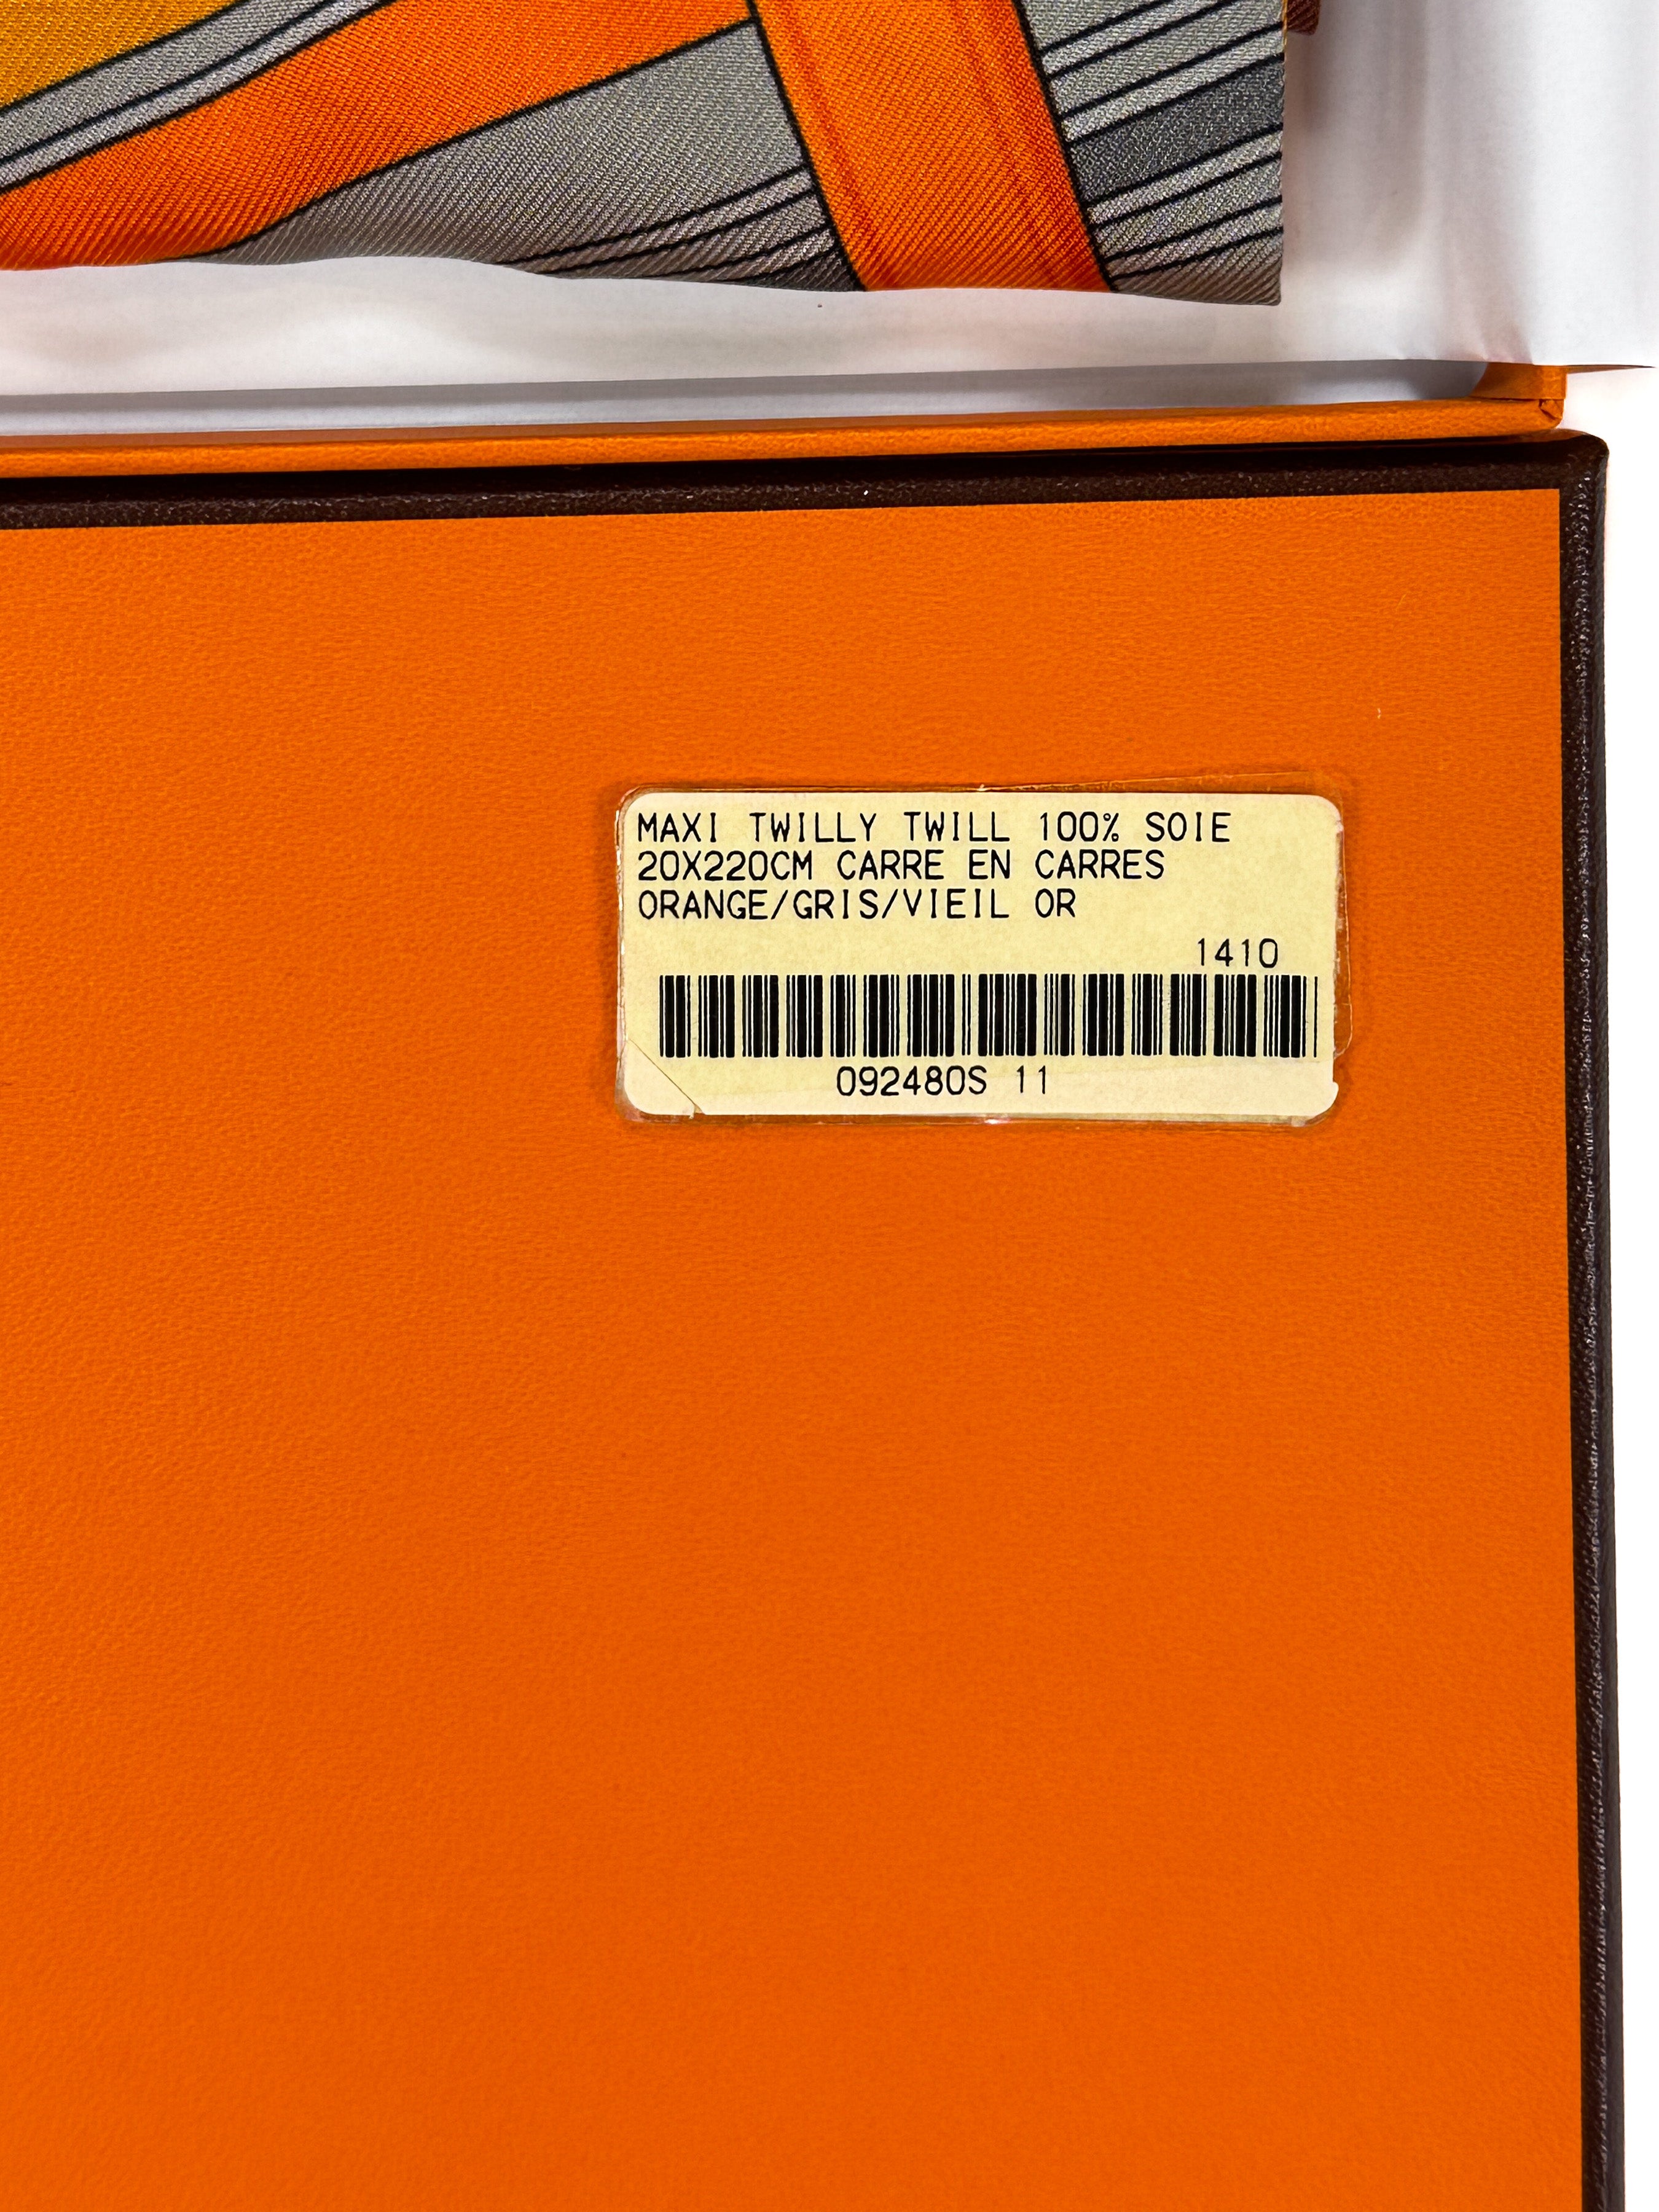 MAXI TWILLY TWILL 100% SOIE
20X220CM CARRE EN CARRES
ORANGE/GRIS/VIEIL OR
1410
092480S 11